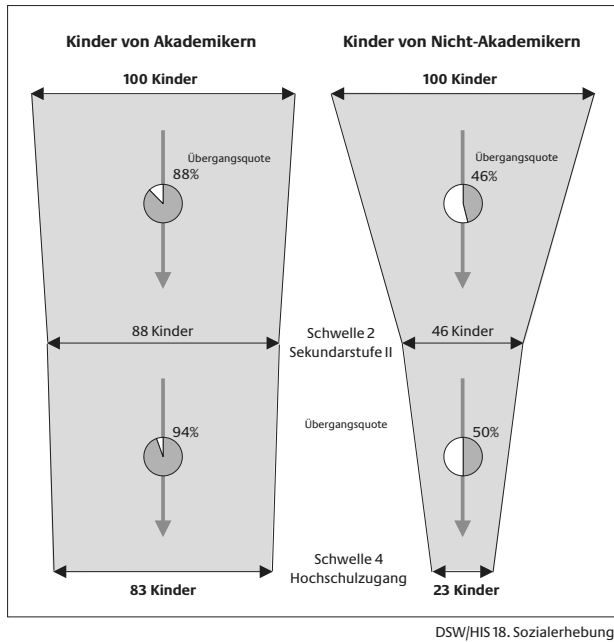 Kinder von Akademikern
Kinder von Nicht-Akademikern
100 Kinder
100 Kinder
Übergangsquote
88%
Übergangsquote
46%
88 Kinder
Schwelle 2
Sekundarstufe II
46 Kinder
94%
Übergangsquote
50%
Schwelle 4
Hochschulzugang
83 Kinder
23 Kinder
DSW/HIS 18. Sozialerhebung